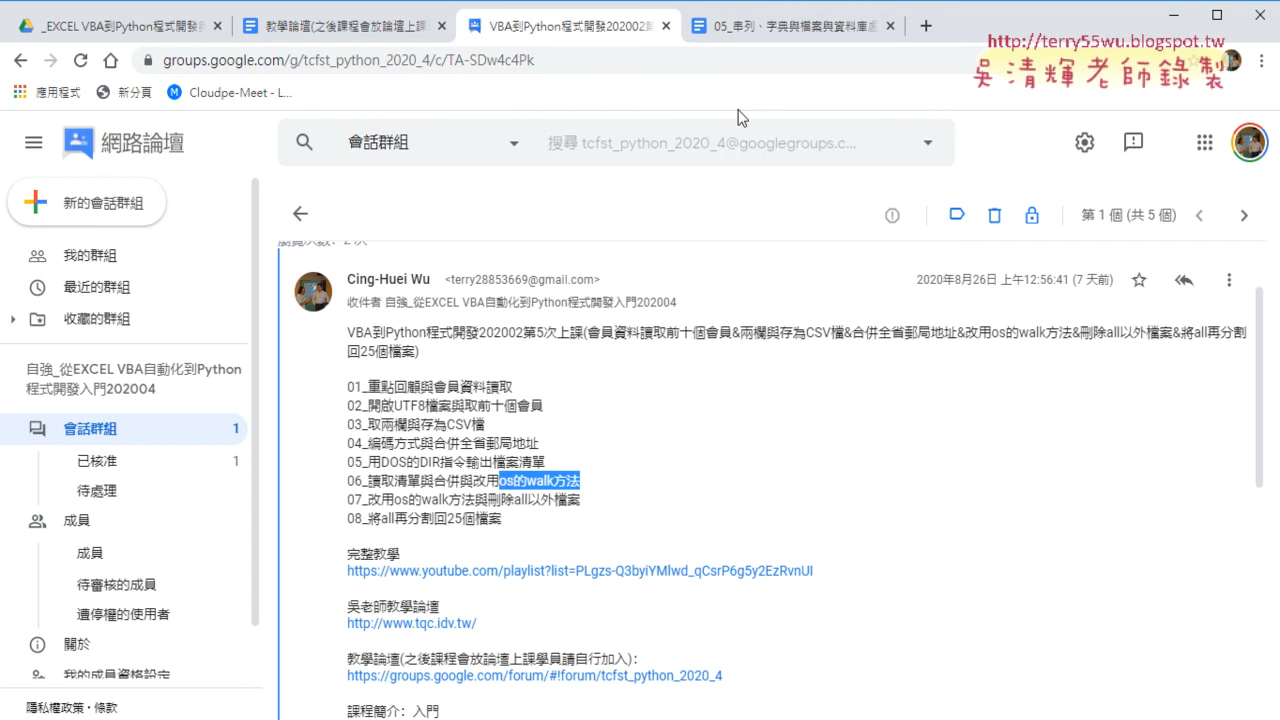 _EXCEL VBA到Python程式開發
教學論壇(之後課程會放論壇上課
VBA到Python程式開發202002第
05_串列、字典與檔案與資料庫處
http://terry55wu.blogspot.tw
吳清輝老師錄製
groups.google.com/g/tcfst_python_2020_4/c/TA-SDw4c4Pk
應用程式
新分頁
Cloudpe-Meet - L...
網路論壇
會話群組
搜尋 tcfst_python_2020_4@googlegroups.c...
新的會話群組
我的群組
最近的群組
收藏的群組
自強_從EXCEL VBA自動化到Python
程式開發入門202004
會話群組 1
已核准 1
待處理
成員
成員
待審核的成員
遭停權的使用者
關於
我的成員資格設定
隱私權政策・條款
第 1 個 (共 5 個)
瀏覽次數: 2 次
Cing-Huei Wu <terry28853669@gmail.com>
2020年8月26日 上午12:56:41 (7 天前)
收件者 自強_從EXCEL VBA自動化到Python程式開發入門202004
VBA到Python程式開發202002第5次上課(會員資料讀取前十個會員&兩欄與存為CSV檔&合併全省郵局地址&改用os的walk方法&刪除all以外檔案&將all再分割
回25個檔案)
01_重點回顧與會員資料讀取
02_開啟UTF8檔案與取前十個會員
03_取兩欄與存為CSV檔
04_編碼方式與合併全省郵局地址
05_用DOS的DIR指令輸出檔案清單
06_讀取清單與合併與改用os的walk方法
07_改用os的walk方法與刪除all以外檔案
08_將all再分割回25個檔案
完整教學
https://www.youtube.com/playlist?list=PLgzs-Q3byiYMlwd_qCsrP6g5y2EzRvnUI
吳老師教學論壇
http://www.tqc.idv.tw/
教學論壇(之後課程會放論壇上課學員請自行加入):
https://groups.google.com/forum/#!forum/tcfst_python_2020_4
課程簡介: 入門